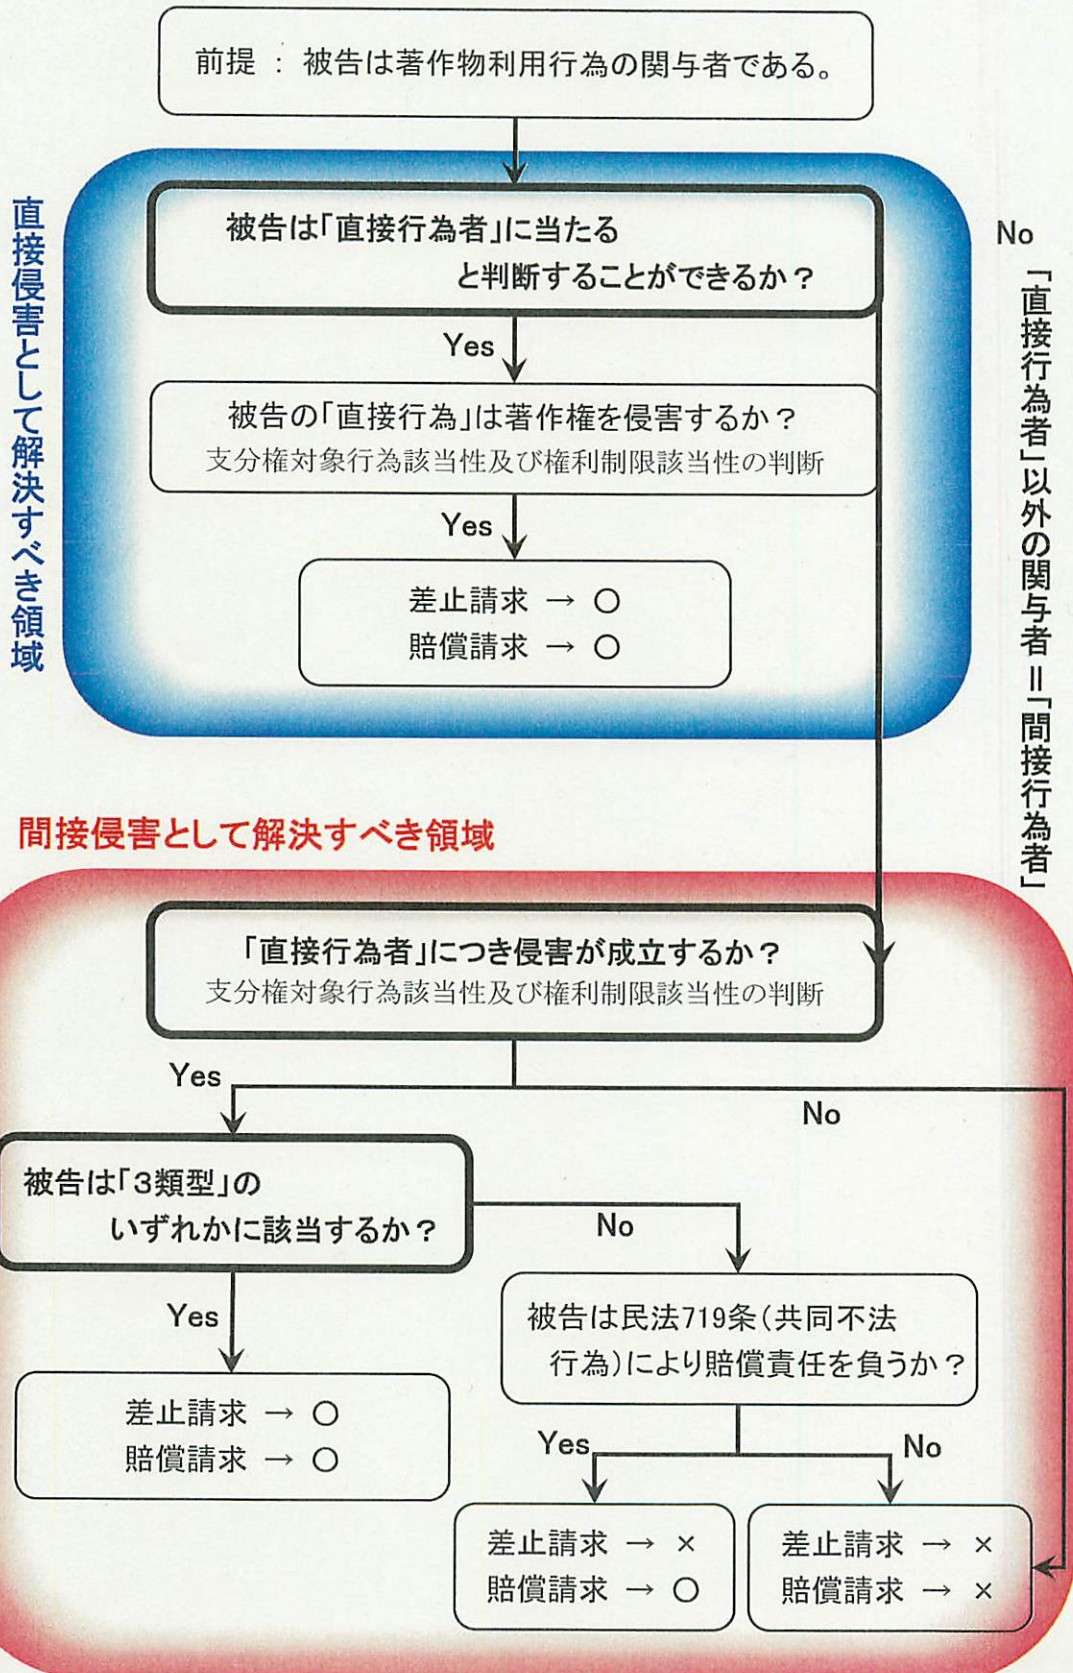 前提 : 被告は著作物利用行為の関与者である。
直接侵害として解決すべき領域
被告は「直接行為者」に当たる
と判断することができるか？
No
「直接行為者」以外の関与者＝「間接行為者」
Yes
被告の「直接行為」は著作権を侵害するか？
支分権対象行為該当性及び権利制限該当性の判断
Yes
差止請求 → ○
賠償請求 → ○
間接侵害として解決すべき領域
「直接行為者」につき侵害が成立するか？
支分権対象行為該当性及び権利制限該当性の判断
Yes
No
被告は「3類型」の
いずれかに該当するか？
No
Yes
被告は民法719条（共同不法
行為）により賠償責任を負うか？
差止請求 → ○
賠償請求 → ○
Yes
No
差止請求 → ×
賠償請求 → ○
差止請求 → ×
賠償請求 → ×